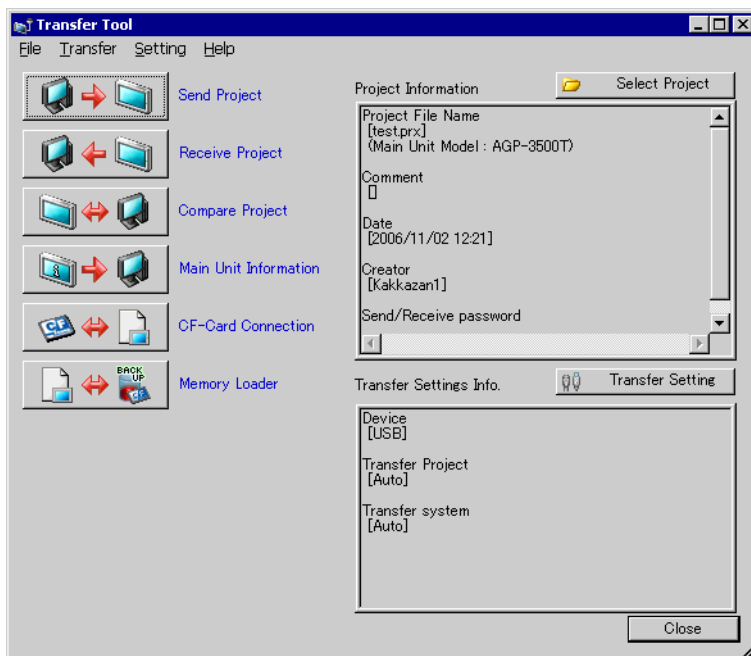 Transfer Tool
File Transfer Setting Help
Send Project
Receive Project
Compare Project
Main Unit Information
CF-Card Connection
CF
Memory Loader
BACK
UP
CF
Project Information
Select Project
Project File Name
[test.prx]
(Main Unit Model : AGP-3500T)
Comment
[]
Date
[2006/11/02 12:21]
Creator
[Kakkazan1]
Send/Receive password
Transfer Settings Info.
Transfer Setting
Device
[USB]
Transfer Project
[Auto]
Transfer system
[Auto]
Close